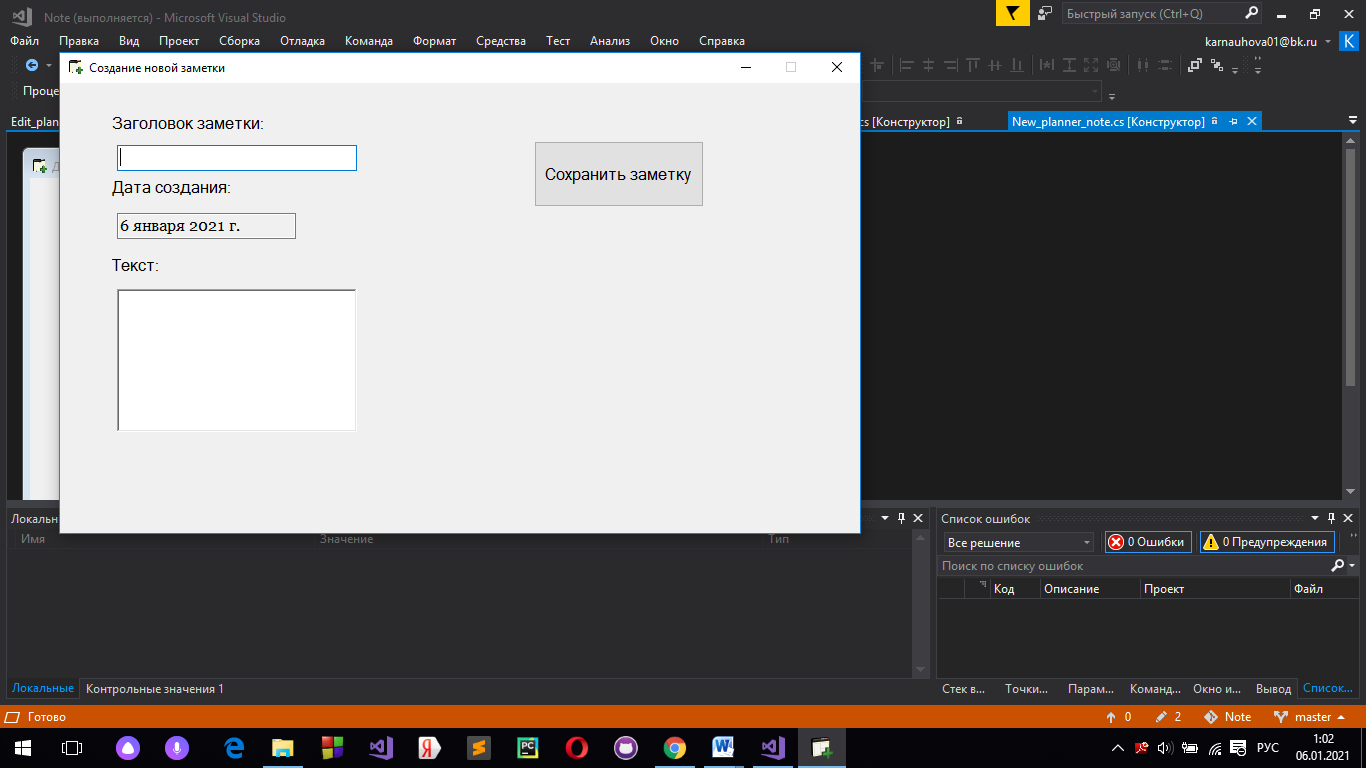 Note (выполняется) - Microsoft Visual Studio
Быстрый запуск (Ctrl+Q)
Файл Правка Вид Проект Сборка Отладка Команда Формат Средства Тест Анализ Окно Справка
karnauhova01@bk.ru K
Создание новой заметки
Проце
Edit_plan
cs [Конструктор]
New_planner_note.cs [Конструктор]
Заголовок заметки:
Сохранить заметку
Дата создания:
6 января 2021 г.
Текст:
Локальн
Имя Значение Тип
Список ошибок
Все решение
0 Ошибки
0 Предупреждения
Поиск по списку ошибок
Код Описание Проект Файл
Локальные Контрольные значения 1
Стек в... Точки... Парам... Команд... Окно и... Вывод Список...
Готово
0 2 Note master
PC
РУС
1:02
06.01.2021